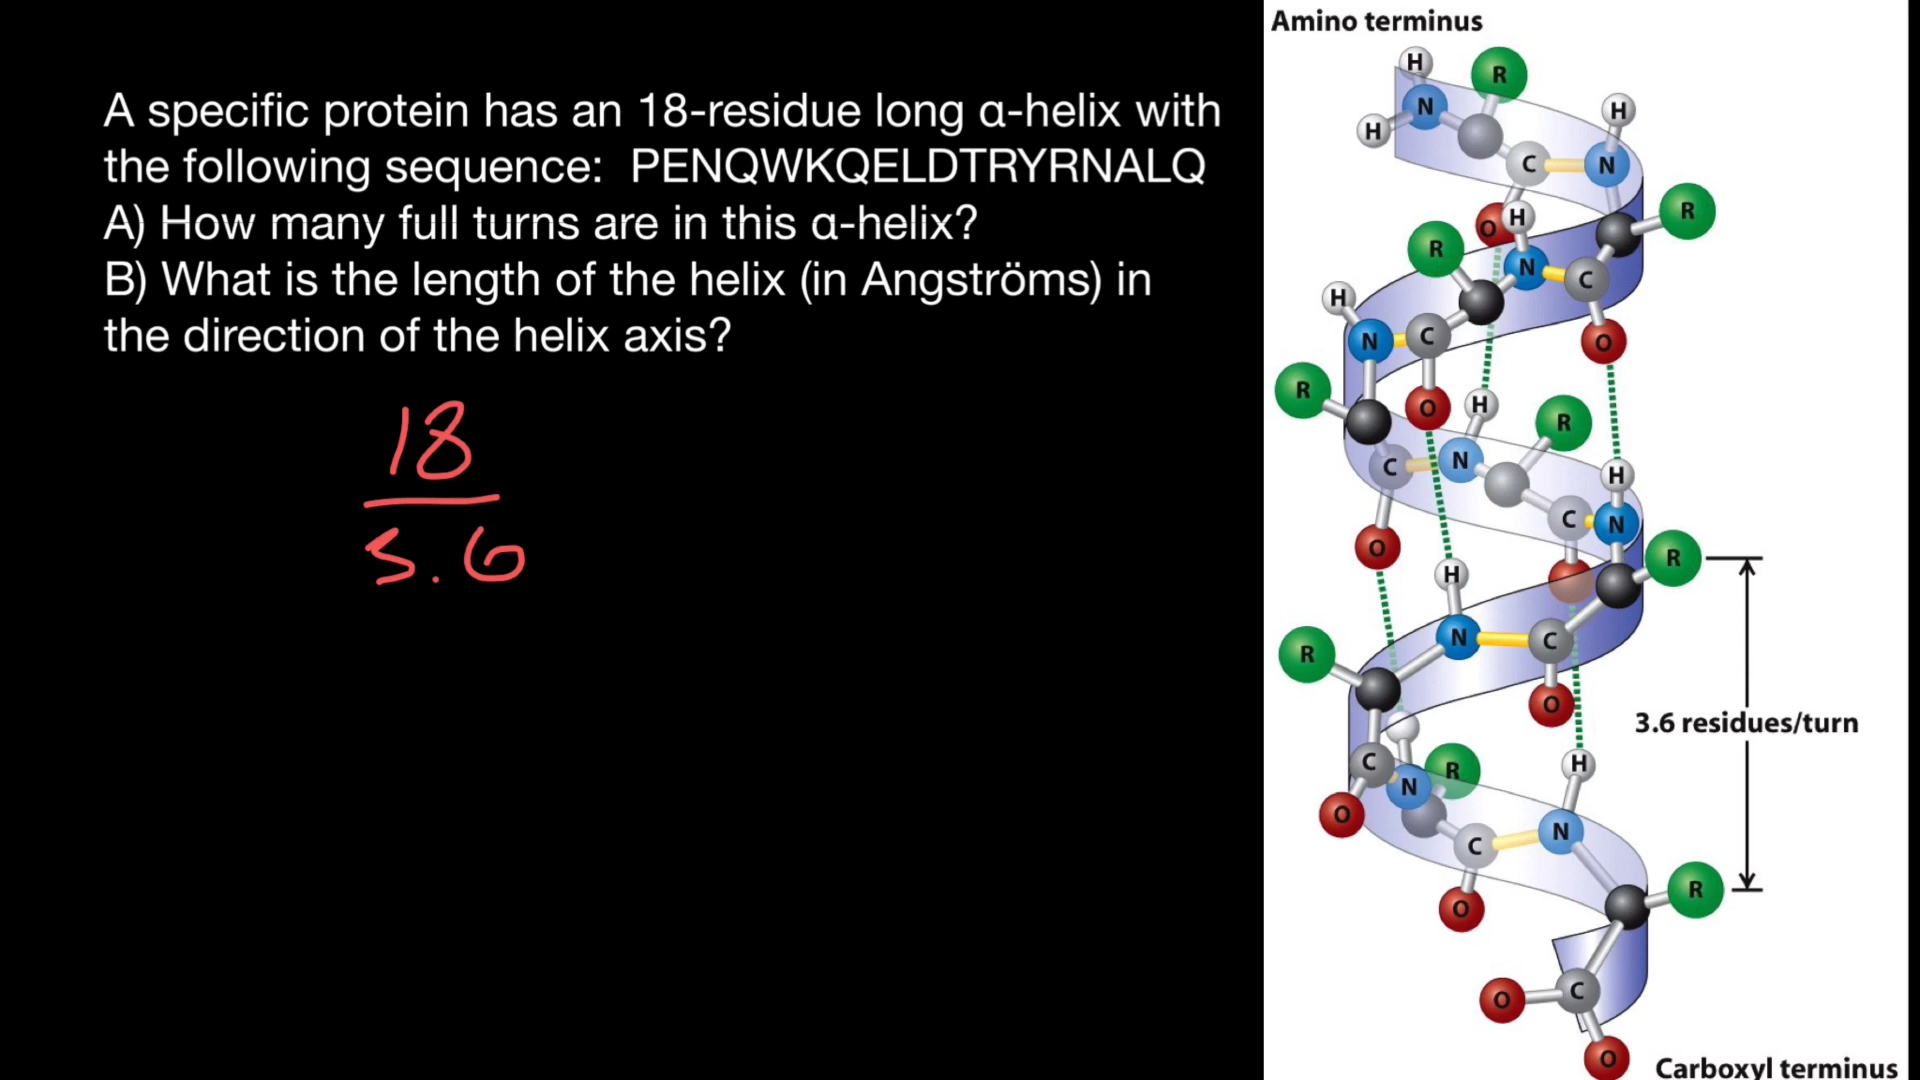 Amino terminus
A specific protein has an 18-residue long α-helix with
the following sequence: PENQWKQELDTRYRNALQ
A) How many full turns are in this α-helix?
B) What is the length of the helix (in Angströms) in
the direction of the helix axis?
18
3.6
H
R
N
H
H
C
N
R
O
H
R
N
C
H
N
C
O
R
O
H
R
C
N
H
C
N
O
R
H
N
C
R
O
H
C
N
R
O
C
N
O
R
O
C
O
3.6 residues/turn
Carboxyl terminus